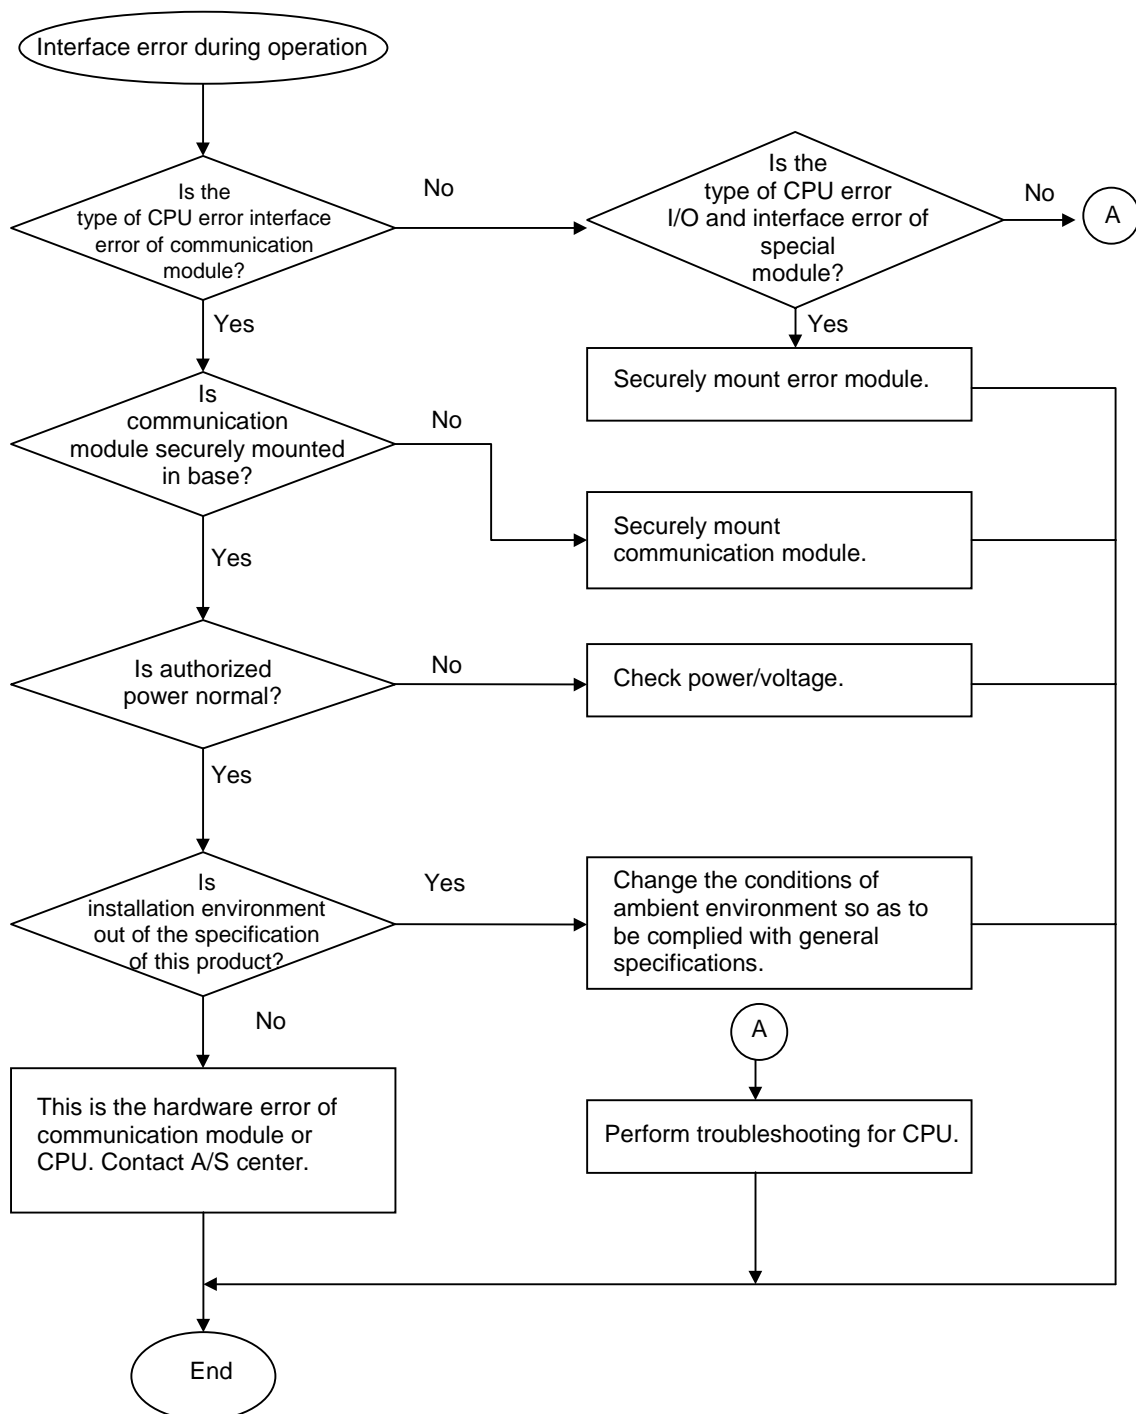 Interface error during operation
Is the
type of CPU error interface
error of communication
module?
No
Is the
type of CPU error
I/O and interface error of
special
module?
No
A
Yes
Yes
Securely mount error module.
Is
communication
module securely mounted
in base?
No
Securely mount
communication module.
Yes
Is authorized
power normal?
No
Check power/voltage.
Yes
Is
installation environment
out of the specification
of this product?
Yes
Change the conditions of
ambient environment so as to
be complied with general
specifications.
No
A
This is the hardware error of
communication module or
CPU. Contact A/S center.
Perform troubleshooting for CPU.
End